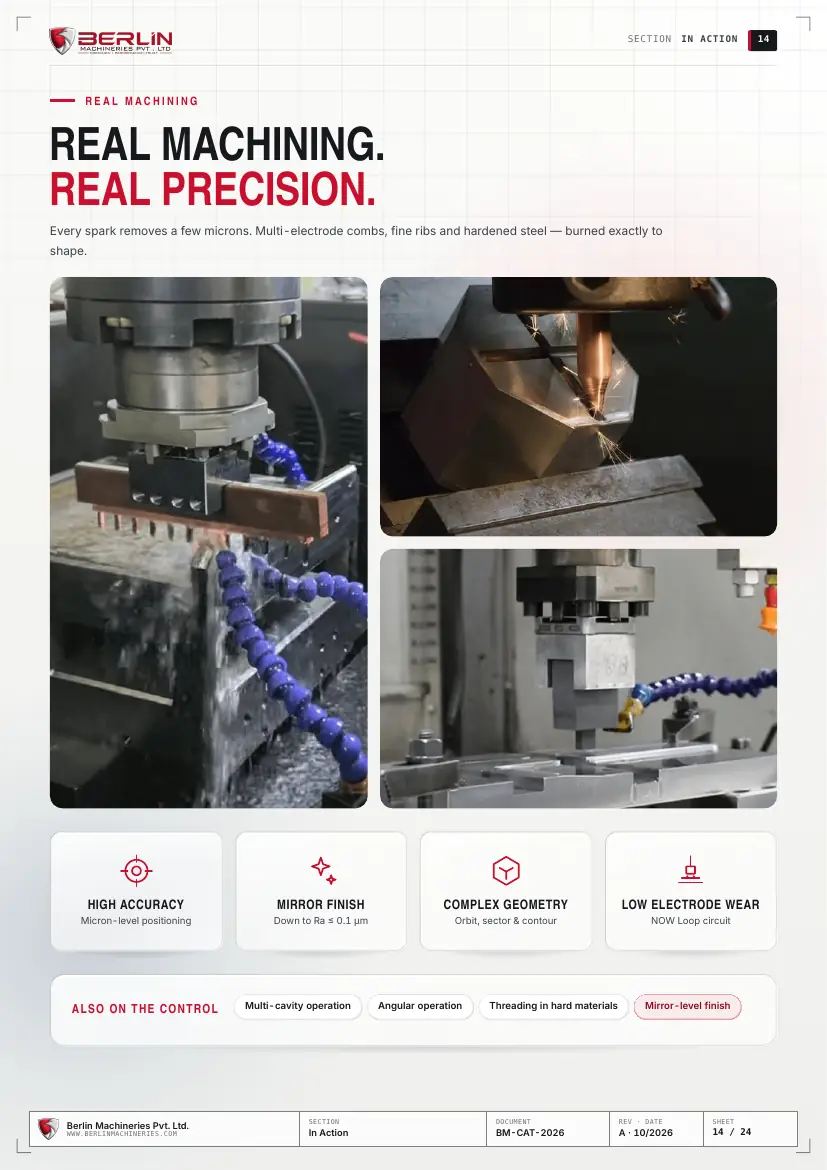 BERLIN
MACHINERIES PVT. LTD
SECTION IN ACTION 14
REAL MACHINING
REAL MACHINING.
REAL PRECISION.
Every spark removes a few microns. Multi-electrode combs, fine ribs and hardened steel — burned exactly to
shape.
HIGH ACCURACY
Micron-level positioning
MIRROR FINISH
Down to Ra ≤ 0.1 µm
COMPLEX GEOMETRY
Orbit, sector & contour
LOW ELECTRODE WEAR
NOW Loop circuit
ALSO ON THE CONTROL
Multi-cavity operation
Angular operation
Threading in hard materials
Mirror-level finish
Berlin Machineries Pvt. Ltd.
WWW.BERLINMACHINERIES.COM
SECTION
In Action
DOCUMENT
BM-CAT-2026
REV · DATE
A · 10/2026
SHEET
14 / 24